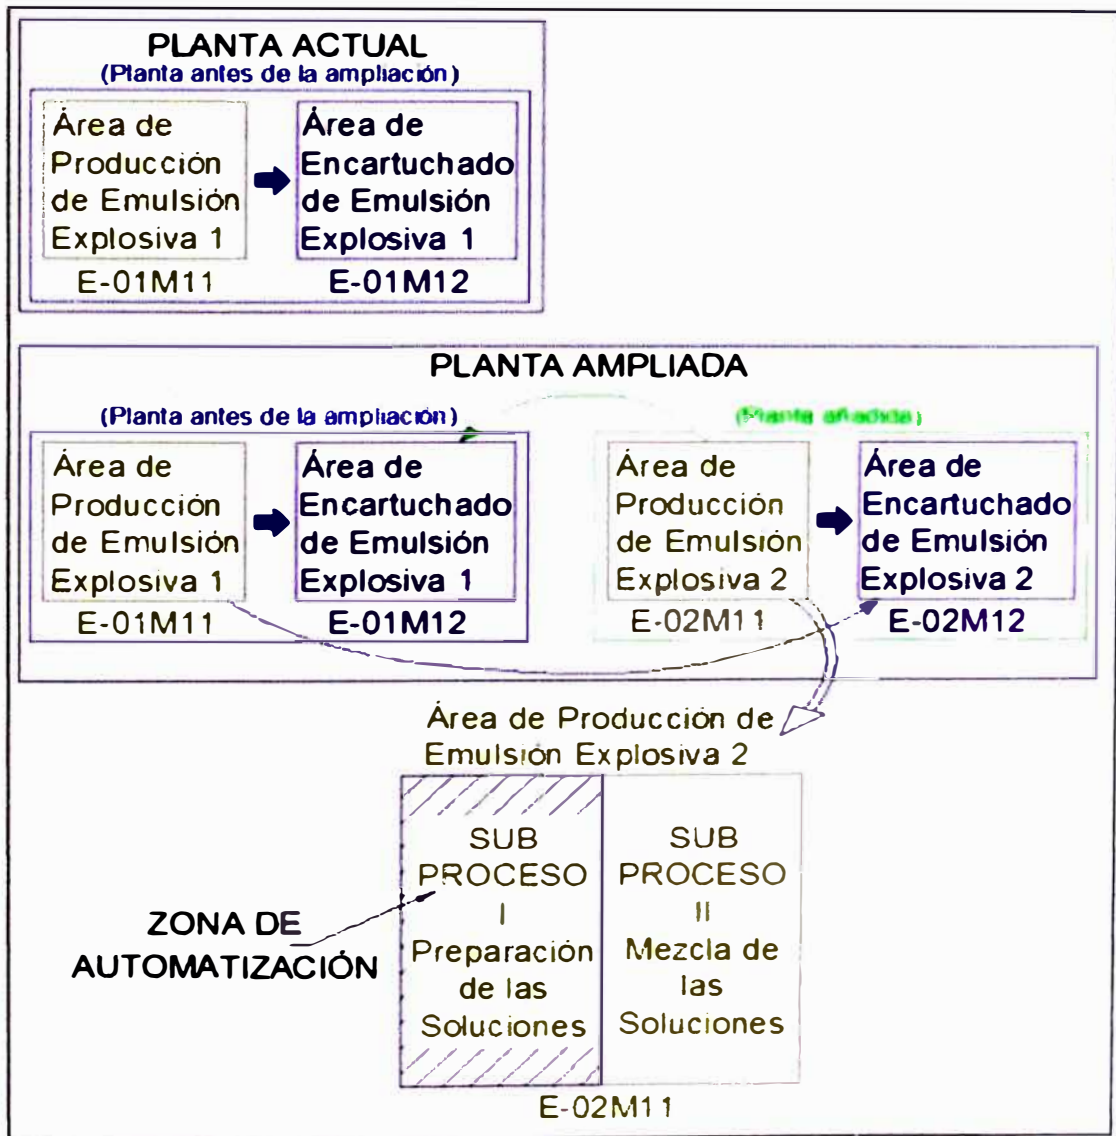 PLANTA ACTUAL
(Planta antes de la ampliación)
Área de
Producción
de Emulsión
Explosiva 1
E-01M11
Área de
Encartuchado
de Emulsión
Explosiva 1
E-01M12
PLANTA AMPLIADA
(Planta antes de la ampliación)
Área de
Producción
de Emulsión
Explosiva 1
E-01M11
Área de
Encartuchado
de Emulsión
Explosiva 1
E-01M12
(Planta añadida)
Área de
Producción
de Emulsión
Explosiva 2
E-02M11
Área de
Encartuchado
de Emulsión
Explosiva 2
E-02M12
Área de Producción de
Emulsión Explosiva 2
ZONA DE
AUTOMATIZACIÓN
SUB
PROCESO
I
Preparación
de las
Soluciones
SUB
PROCESO
II
Mezcla de
las
Soluciones
E-02M11